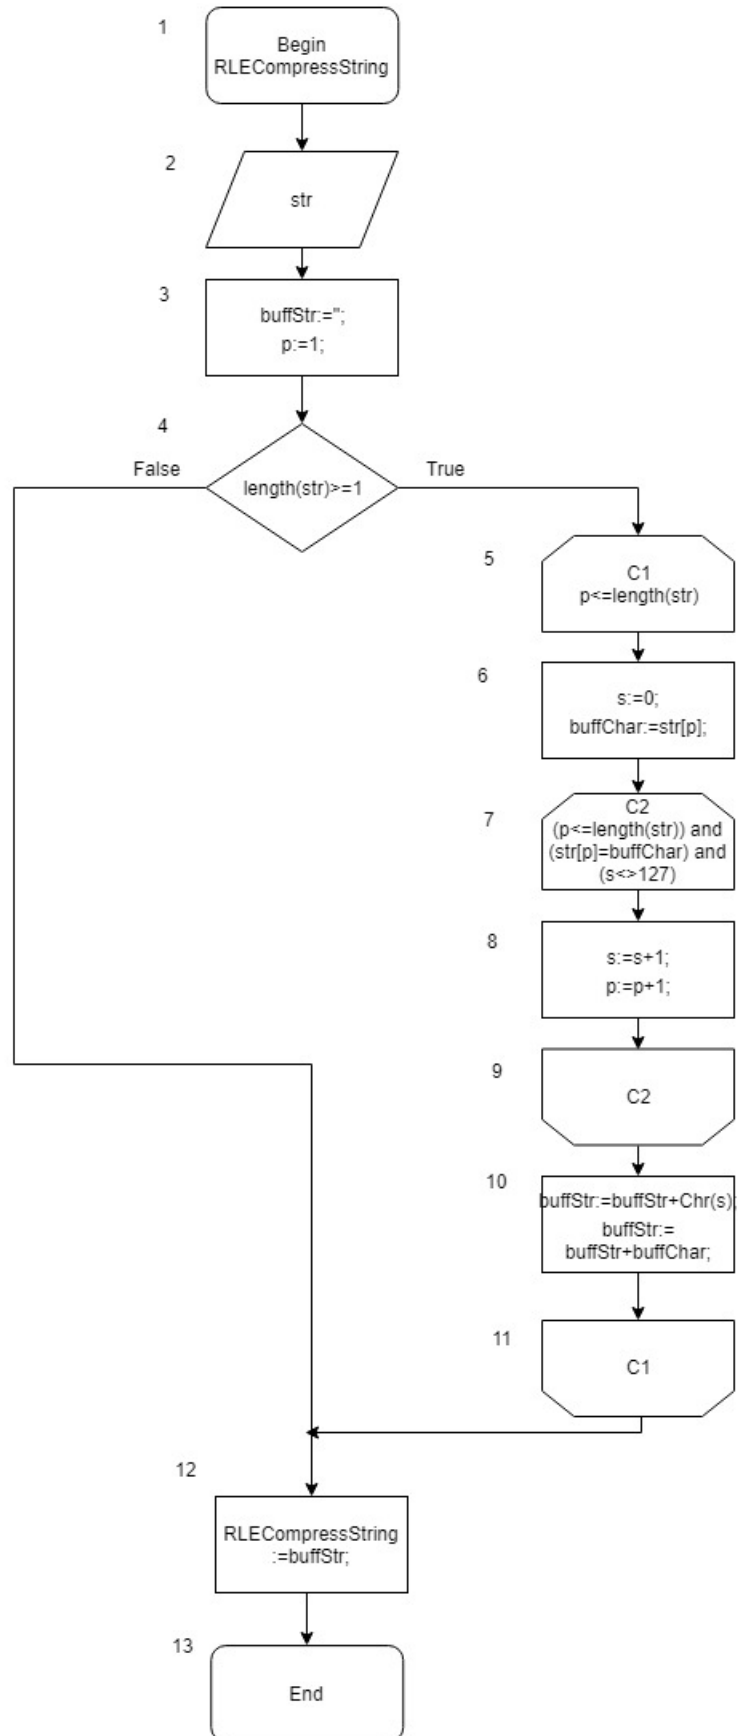 1
Begin
RLECompressString
2
str
3
buffStr:='';
p:=1;
4
False
length(str)>=1
True
5
C1
p<=length(str)
6
s:=0;
buffChar:=str[p];
7
C2
(p<=length(str)) and
(str[p]=buffChar) and
(s<>127)
8
s:=s+1;
p:=p+1;
9
C2
10
buffStr:=buffStr+Chr(s);
buffStr:=
buffStr+buffChar;
11
C1
12
RLECompressString
:=buffStr;
13
End